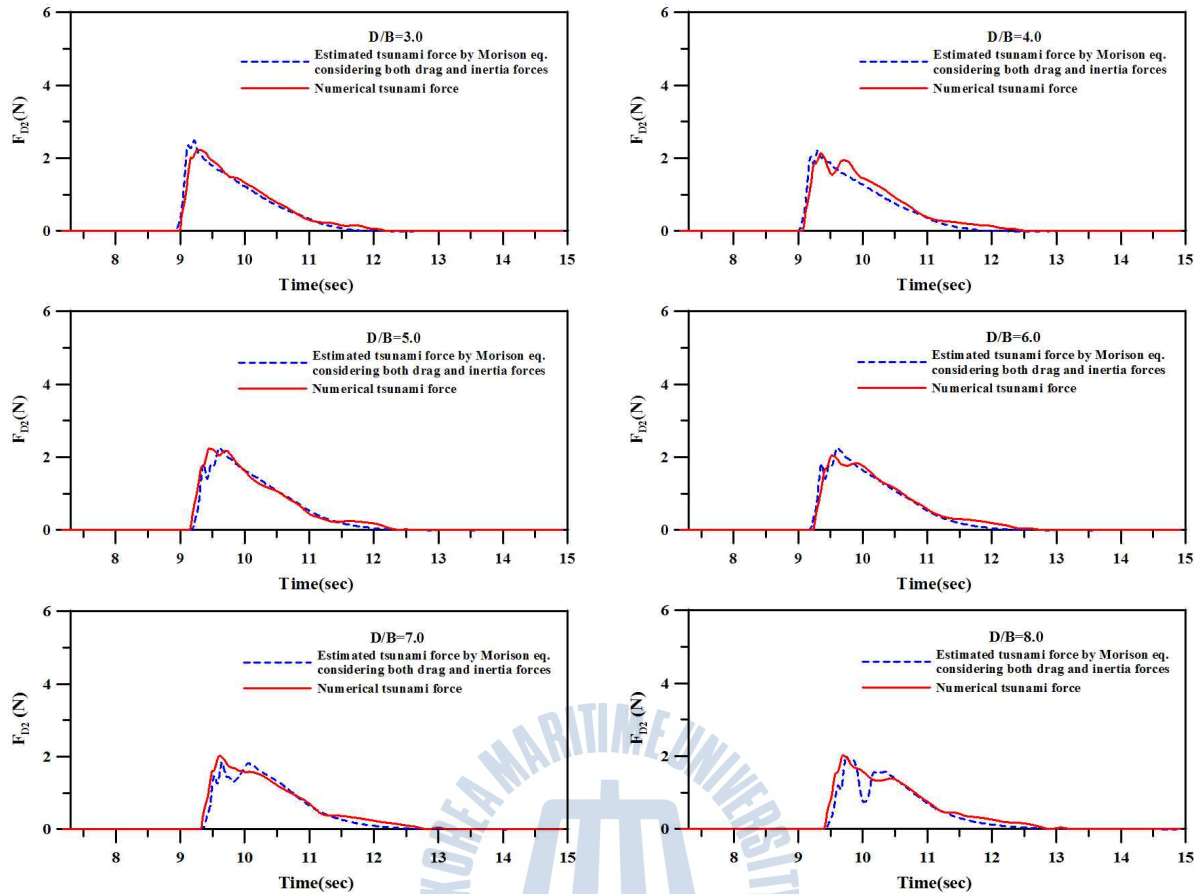 D/B=3.0
Estimated tsunami force by Morison eq.
considering both drag and inertia forces
Numerical tsunami force
F_D2(N)
6
4
2
0
8 9 10 11 12 13 14 15
Time(sec)
D/B=4.0
Estimated tsunami force by Morison eq.
considering both drag and inertia forces
Numerical tsunami force
F_D2(N)
6
4
2
0
8 9 10 11 12 13 14 15
Time(sec)
D/B=5.0
Estimated tsunami force by Morison eq.
considering both drag and inertia forces
Numerical tsunami force
F_D2(N)
6
4
2
0
8 9 10 11 12 13 14 15
Time(sec)
D/B=6.0
Estimated tsunami force by Morison eq.
considering both drag and inertia forces
Numerical tsunami force
F_D2(N)
6
4
2
0
8 9 10 11 12 13 14 15
Time(sec)
D/B=7.0
Estimated tsunami force by Morison eq.
considering both drag and inertia forces
Numerical tsunami force
F_D2 (N)
6
4
2
0
8 9 10 11 12 13 14 15
Time(sec)
D/B=8.0
Estimated tusnami force by Morison eq.
considering both drag and inertia forces
Numerical tsunami force
F_D2 (N)
6
4
2
0
8 9 10 11 12 13 14 15
Time(sec)
KOREA MARITIME UNIVERSIT